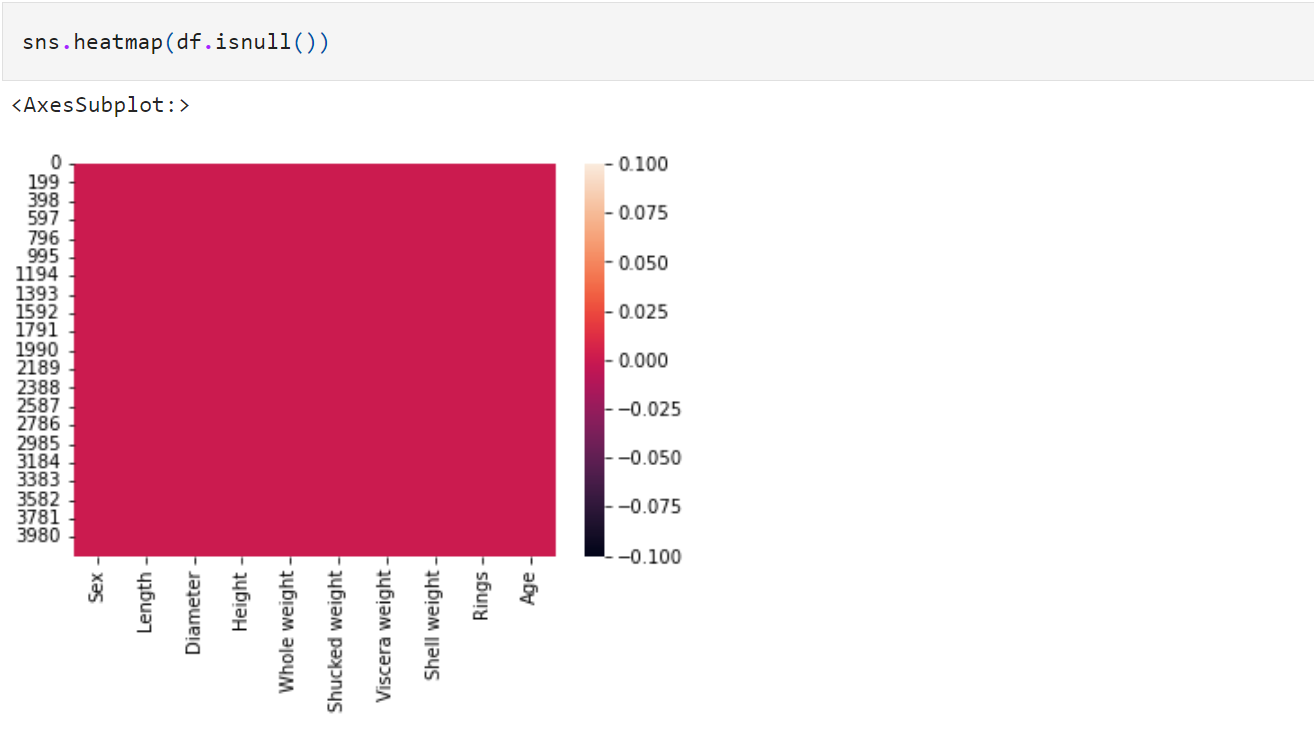 sns.heatmap(df.isnull())
<AxesSubplot:>
0
199
398
597
796
995
1194
1393
1592
1791
1990
2189
2388
2587
2786
2985
3184
3383
3582
3781
3980
0.100
0.075
0.050
0.025
0.000
−0.025
−0.050
−0.075
−0.100
Sex
Length
Diameter
Height
Whole weight
Shucked weight
Viscera weight
Shell weight
Rings
Age